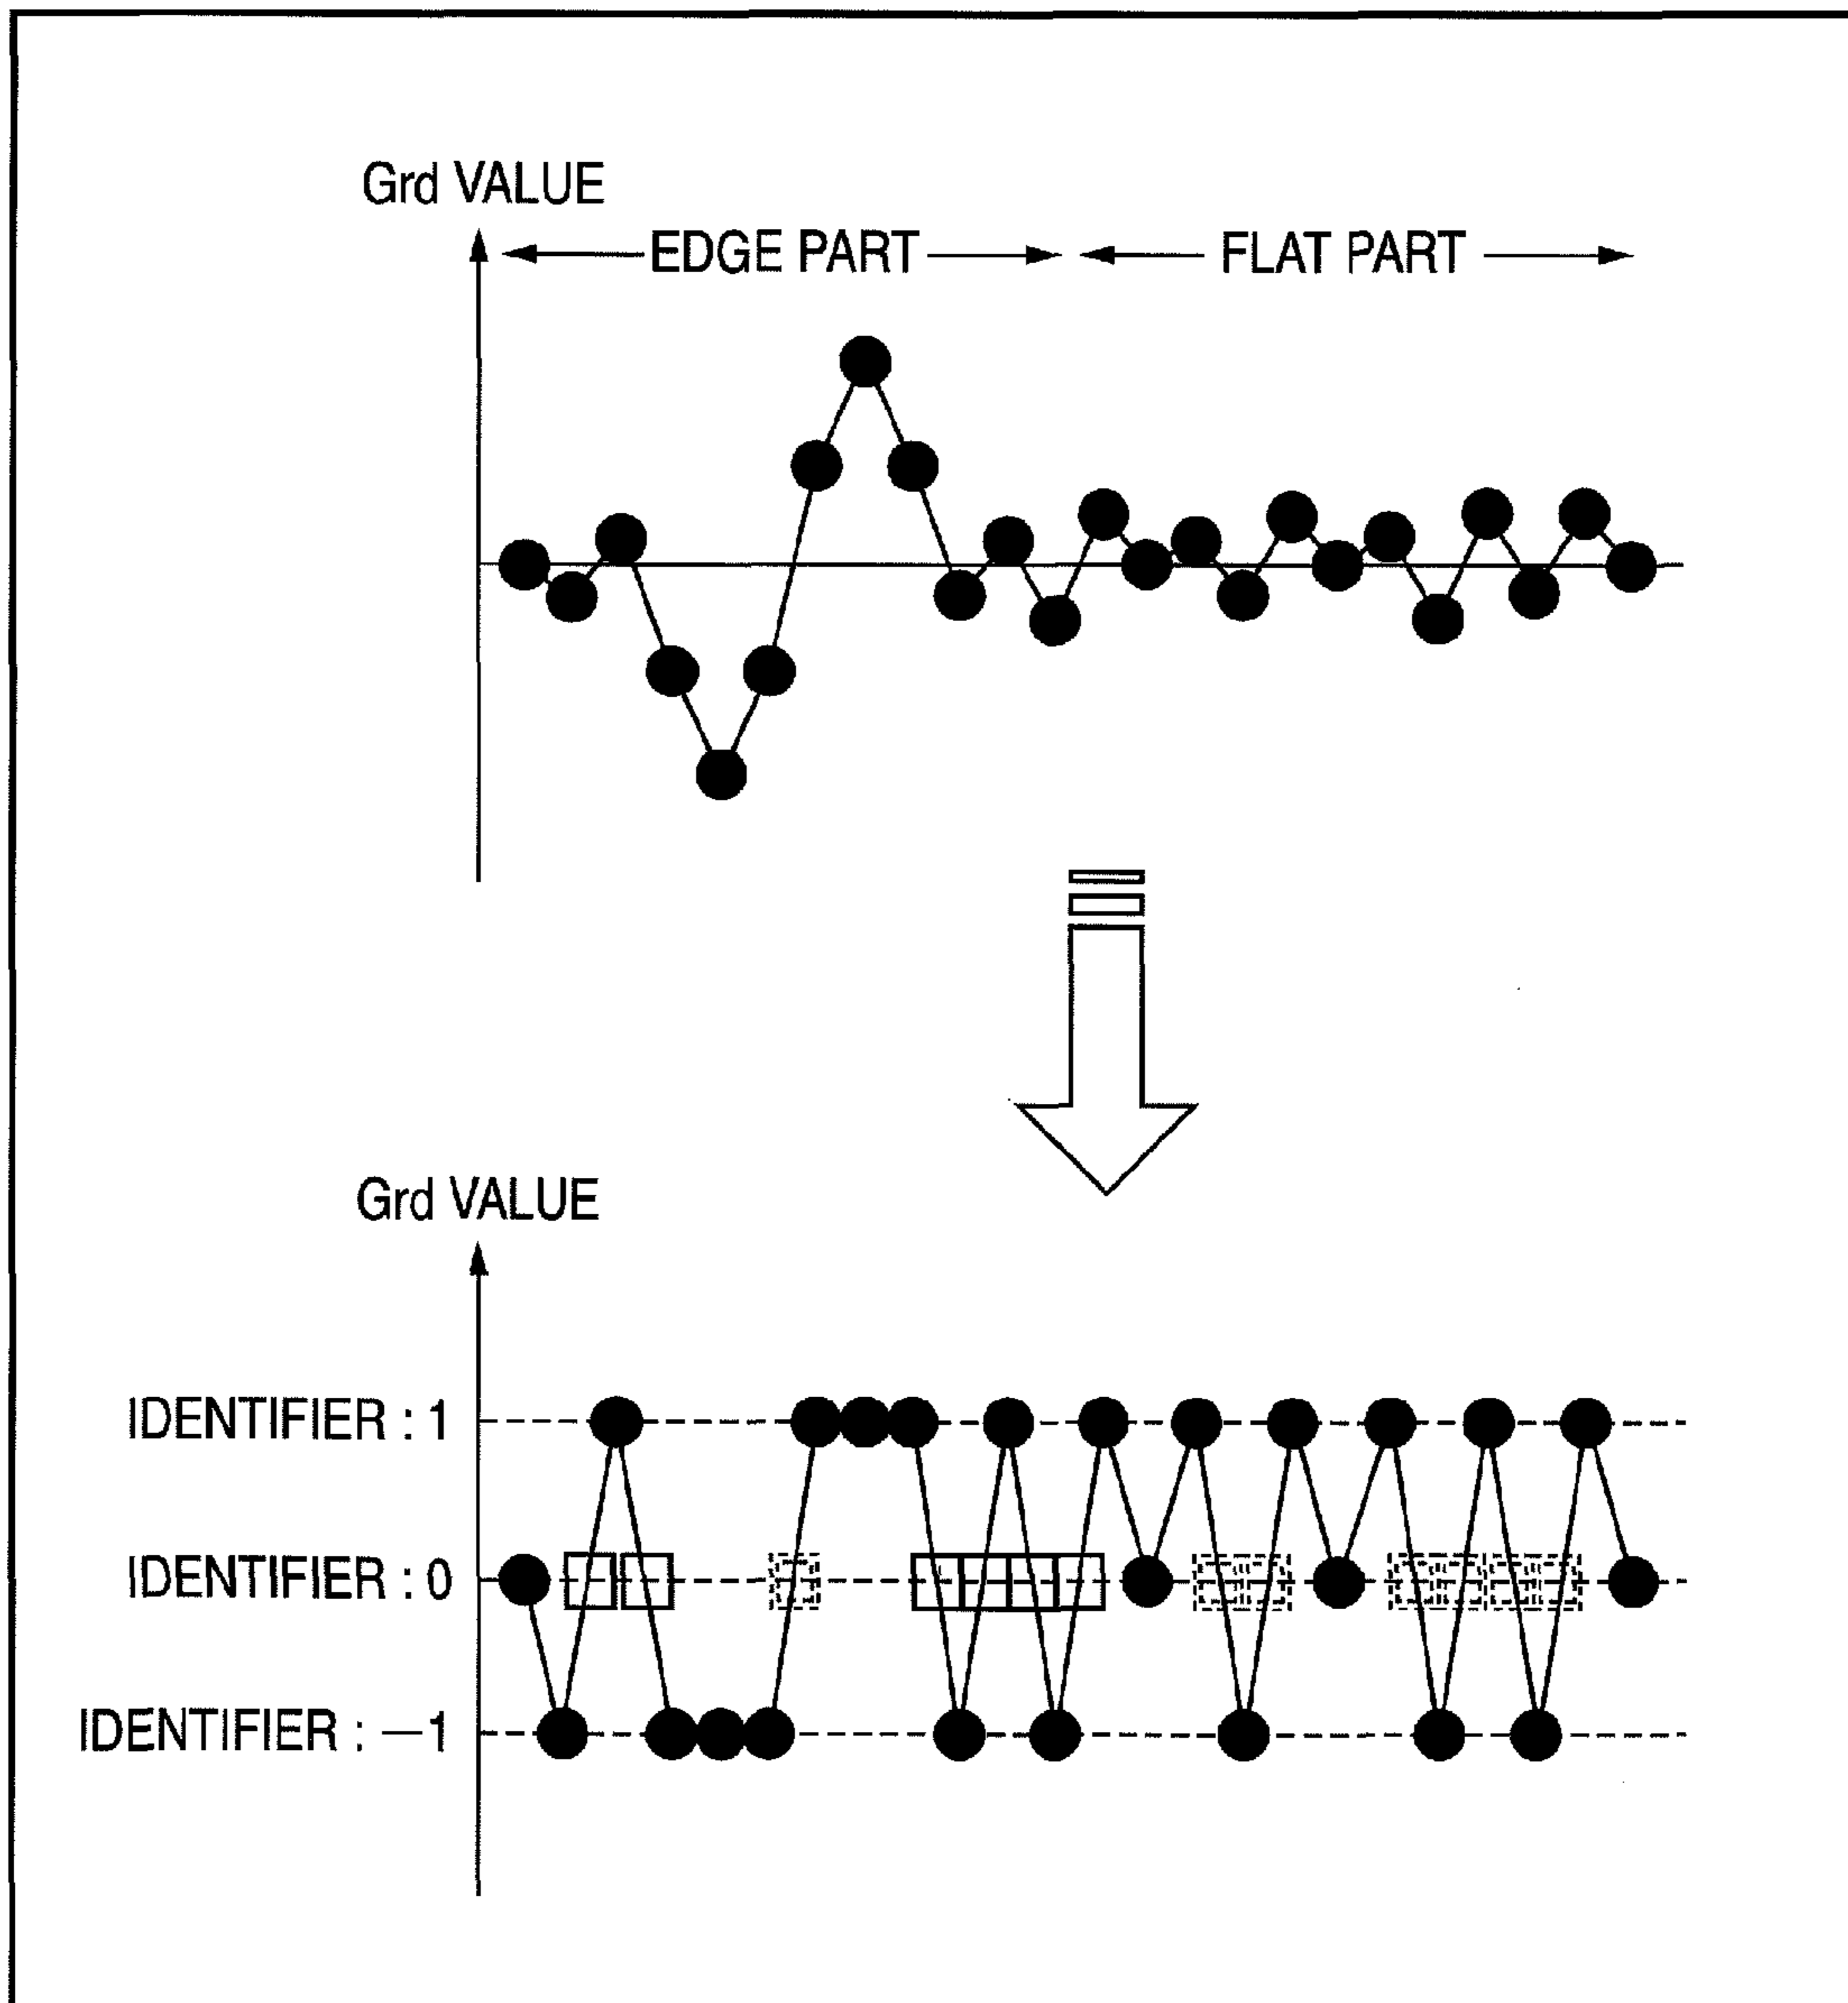 Grd VALUE
EDGE PART
FLAT PART
Grd VALUE
IDENTIFIER : 1
IDENTIFIER : 0
IDENTIFIER : —1